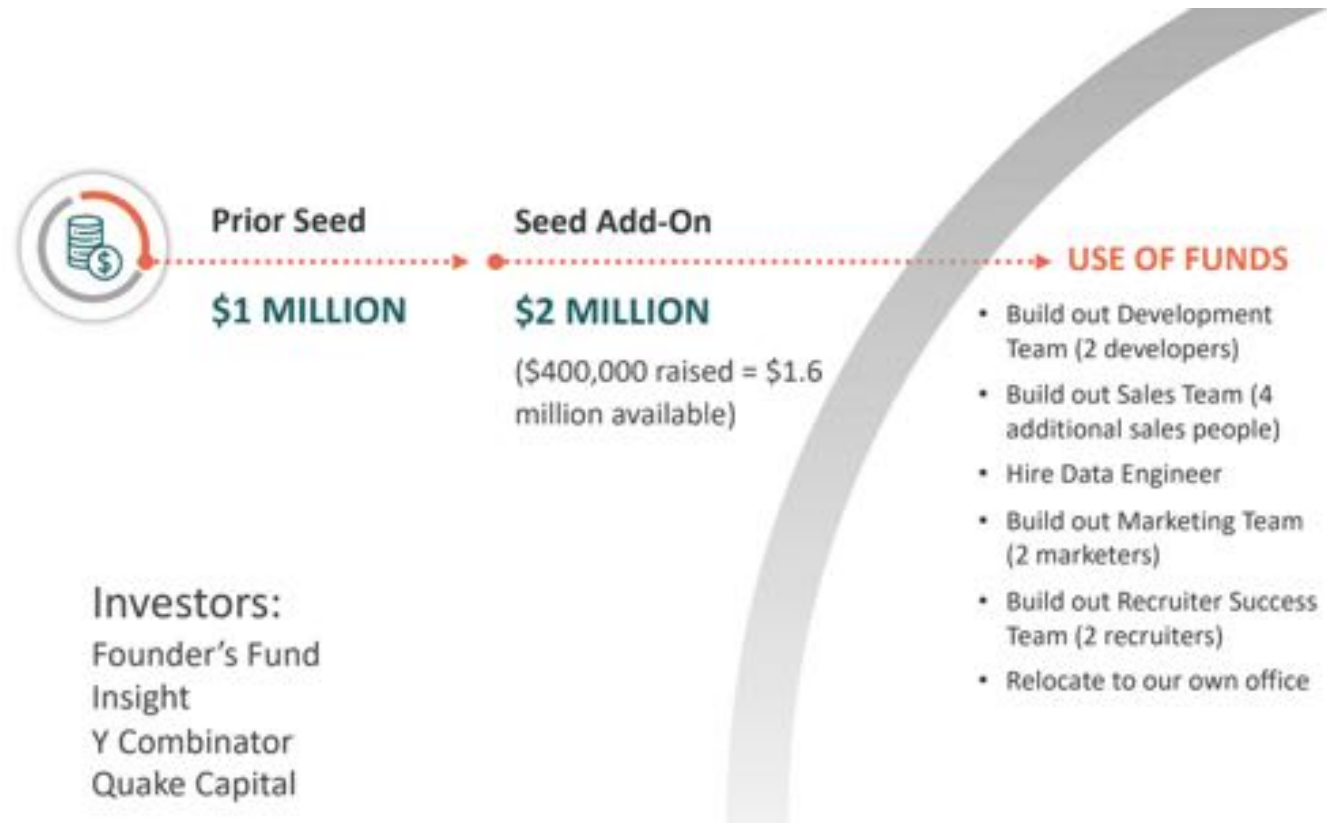 Prior Seed
$1 MILLION
Seed Add-On
$2 MILLION
($400,000 raised = $1.6
million available)
USE OF FUNDS
• Build out Development
Team (2 developers)
• Build out Sales Team (4
additional sales people)
• Hire Data Engineer
• Build out Marketing Team
(2 marketers)
• Build out Recruiter Success
Team (2 recruiters)
• Relocate to our own office
Investors:
Founder's Fund
Insight
Y Combinator
Quake Capital